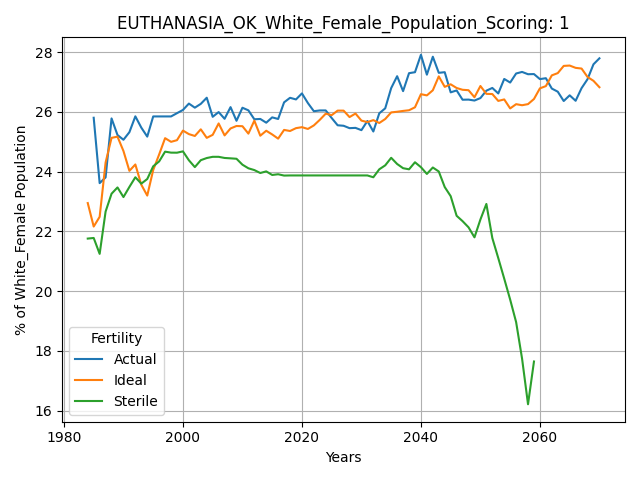 EUTHANASIA_OK_White_Female_Population_Scoring: 1
% of White_Female Population
28
26
24
22
20
18
16
Fertility
Actual
Ideal
Sterile
1980
2000
2020
2040
2060
Years